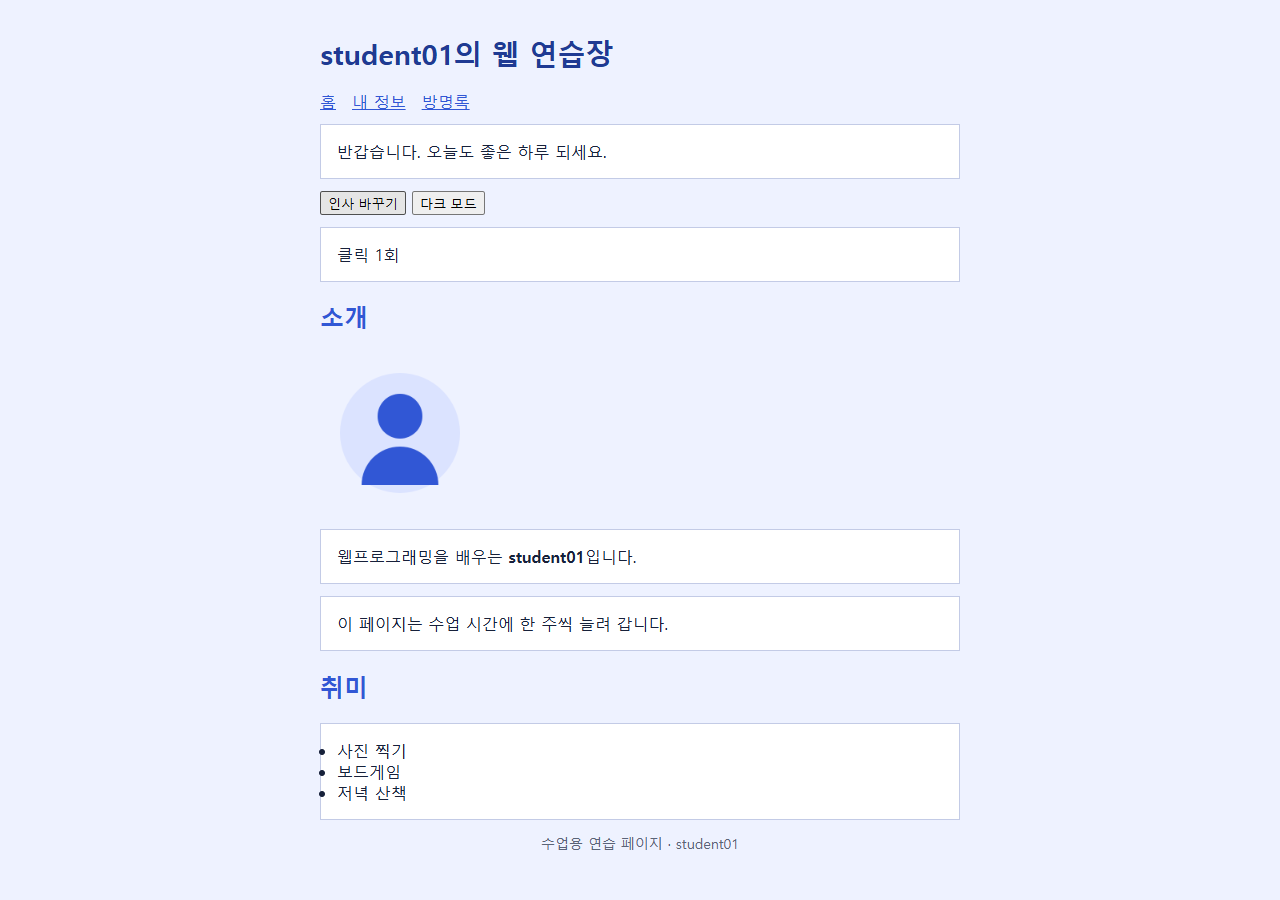 student01의 웹 연습장
홈 내 정보 방명록
반갑습니다. 오늘도 좋은 하루 되세요.
인사 바꾸기 다크 모드
클릭 1회
소개
웹프로그래밍을 배우는 student01입니다.
이 페이지는 수업 시간에 한 주씩 늘려 갑니다.
취미
사진 찍기
보드게임
저녁 산책
수업용 연습 페이지 · student01